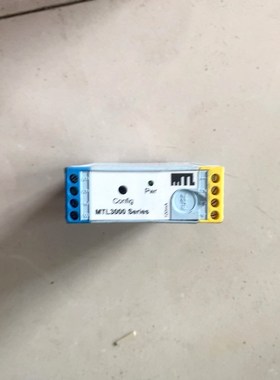 MTL
Pwr
Config
MTL3000 Series